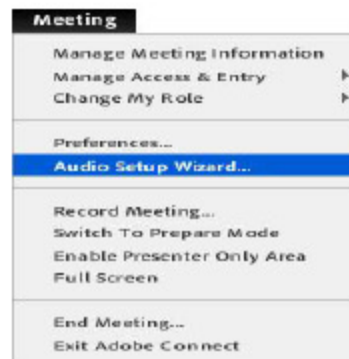 Meeting
Manage Meeting Information
Manage Access & Entry
Change My Role
Preferences...
Audio Setup Wizard...
Record Meeting...
Switch To Prepare Mode
Enable Presenter Only Area
Full Screen
End Meeting...
Exit Adobe Connect